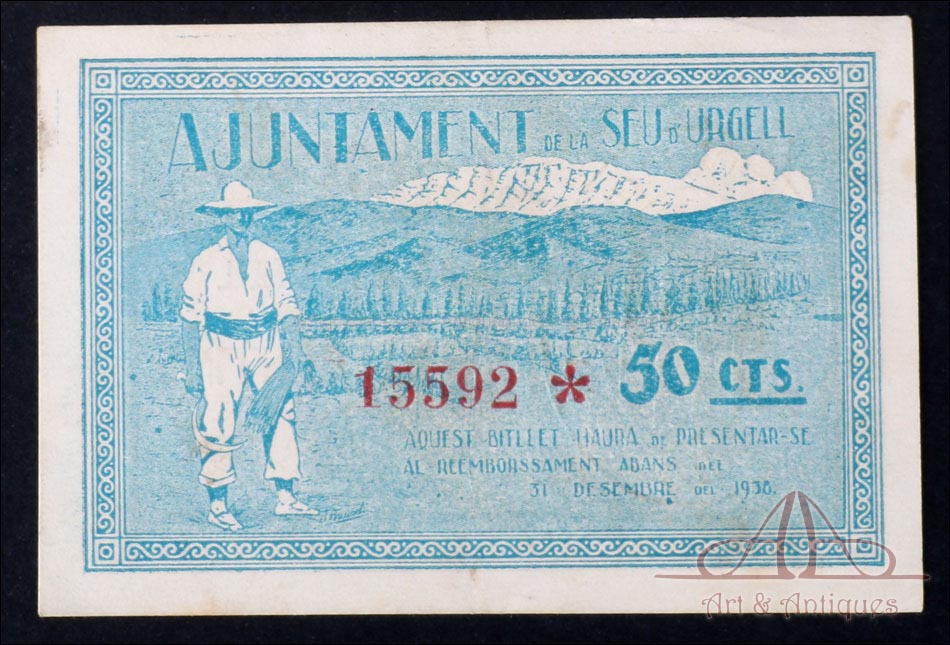 AJUNTAMENT DE LA SEU D'URGELL
15592 * 50 CTS.
AQUEST BITLLET HAURÀ DE PRESENTAR-SE
AL REEMBORSSAMENT ABANS DEL
31 DESEMBRE DEL 1938.
Art & Antiques